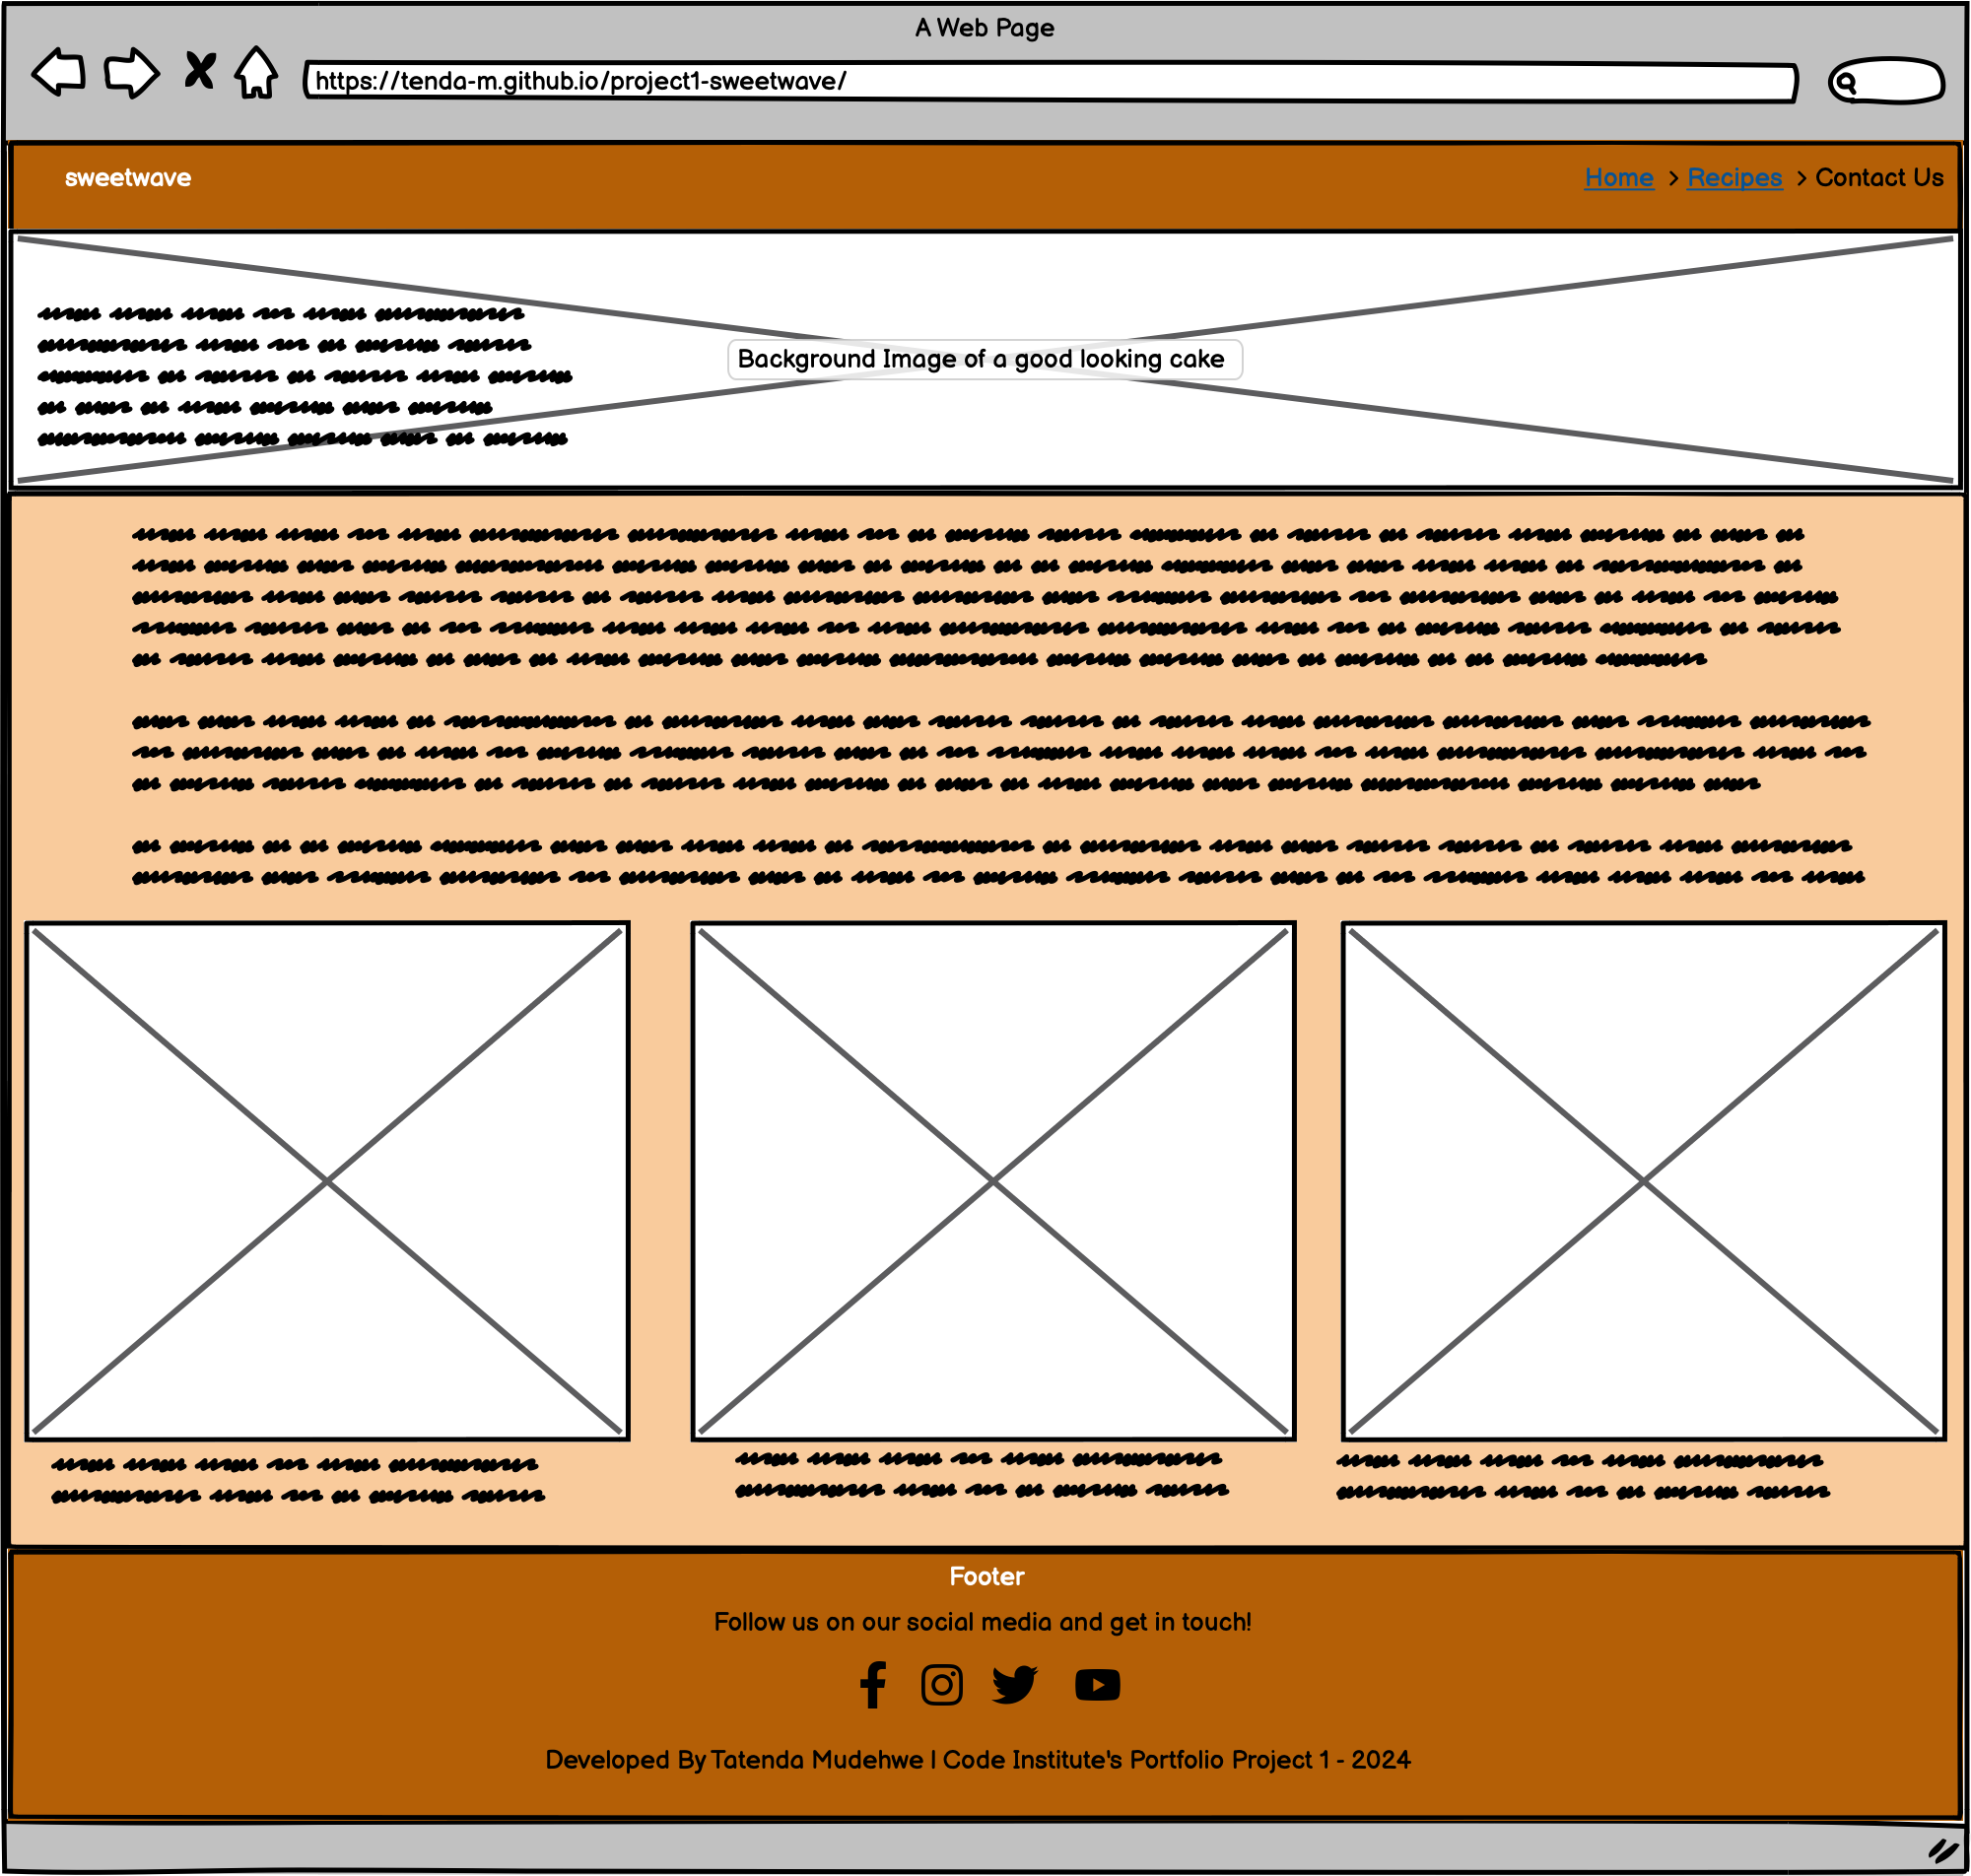 A Web Page
https://tenda-m.github.io/project1-sweetwave/
sweetwave
Home > Recipes > Contact Us
Background Image of a good looking cake
Footer
Follow us on our social media and get in touch!
Developed By Tatenda Mudehwe | Code Institute's Portfolio Project 1 - 2024